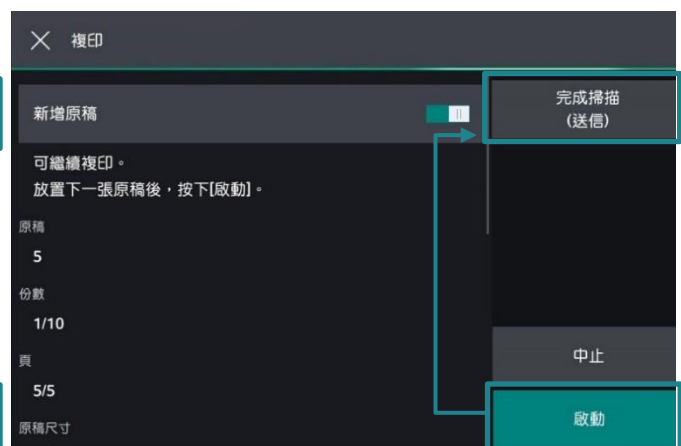 複印
新增原稿
可繼續複印。
放置下一張原稿後，按下[啟動]。
原稿
5
份數
1/10
頁
5/5
原稿尺寸
完成掃描
(送信)
中止
啟動